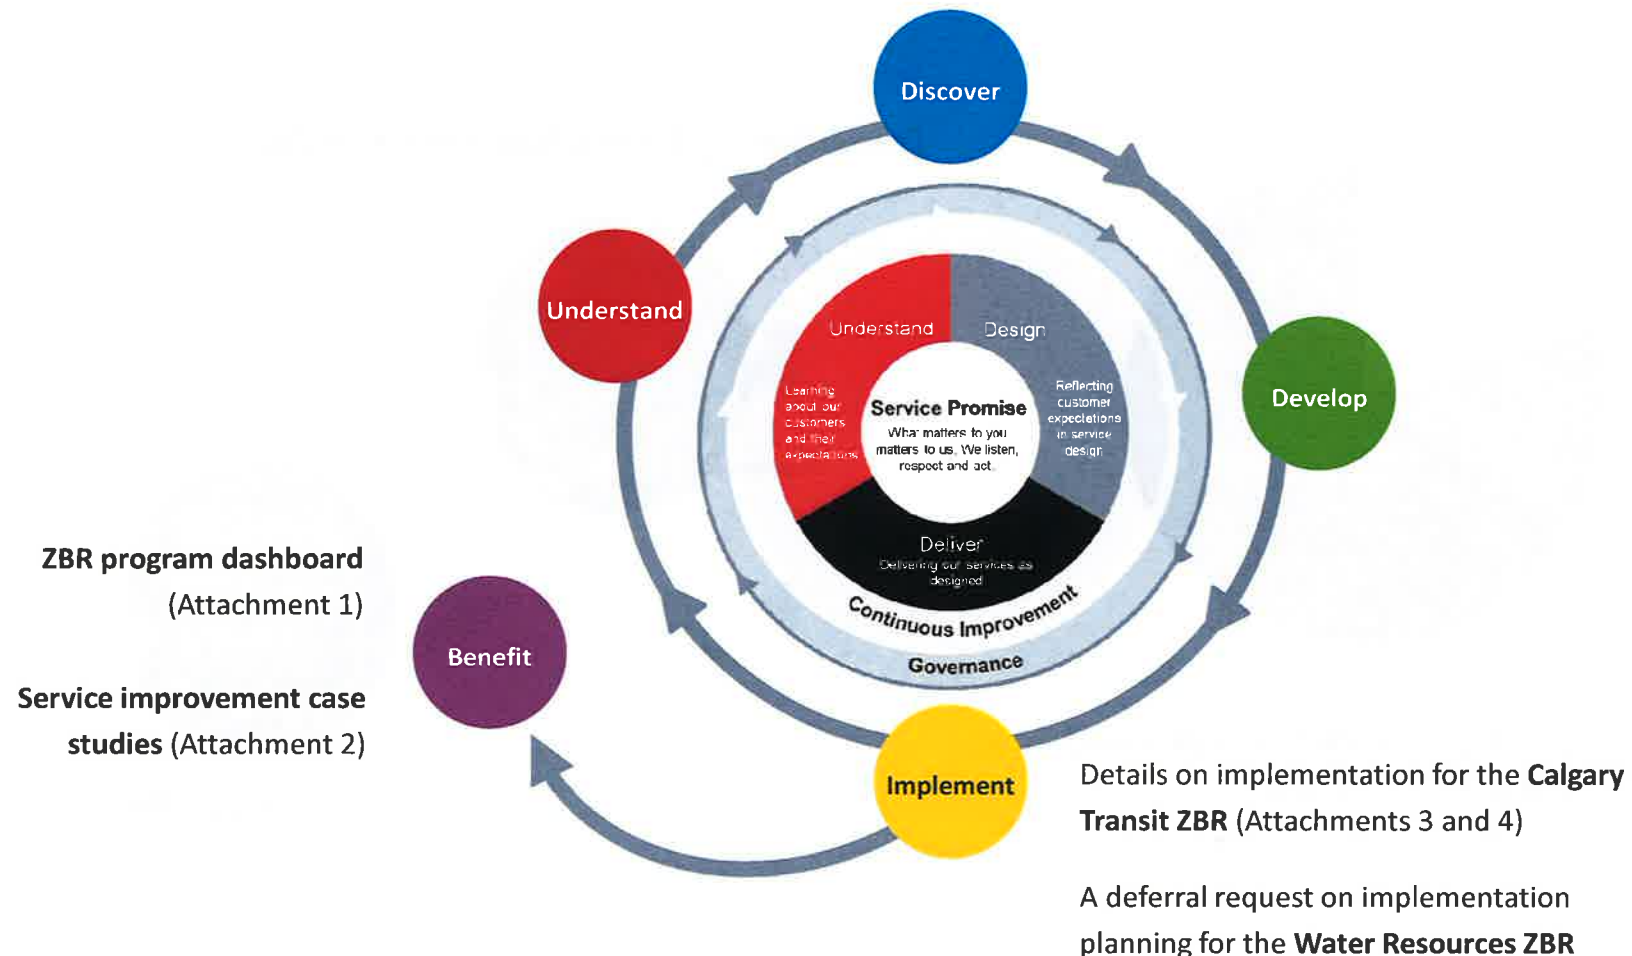 Discover
Understand
Develop
Understand
Design
Learning
about our
customers
and their
expectations
Service Promise
What matters to you
matters to us. We listen,
respect and act.
Reflecting
customer
expectations
in service
design
Deliver
Delivering our services as
designed
Continuous Improvement
Governance
ZBR program dashboard
(Attachment 1)
Service improvement case
studies (Attachment 2)
Benefit
Implement
Details on implementation for the Calgary
Transit ZBR (Attachments 3 and 4)
A deferral request on implementation
planning for the Water Resources ZBR